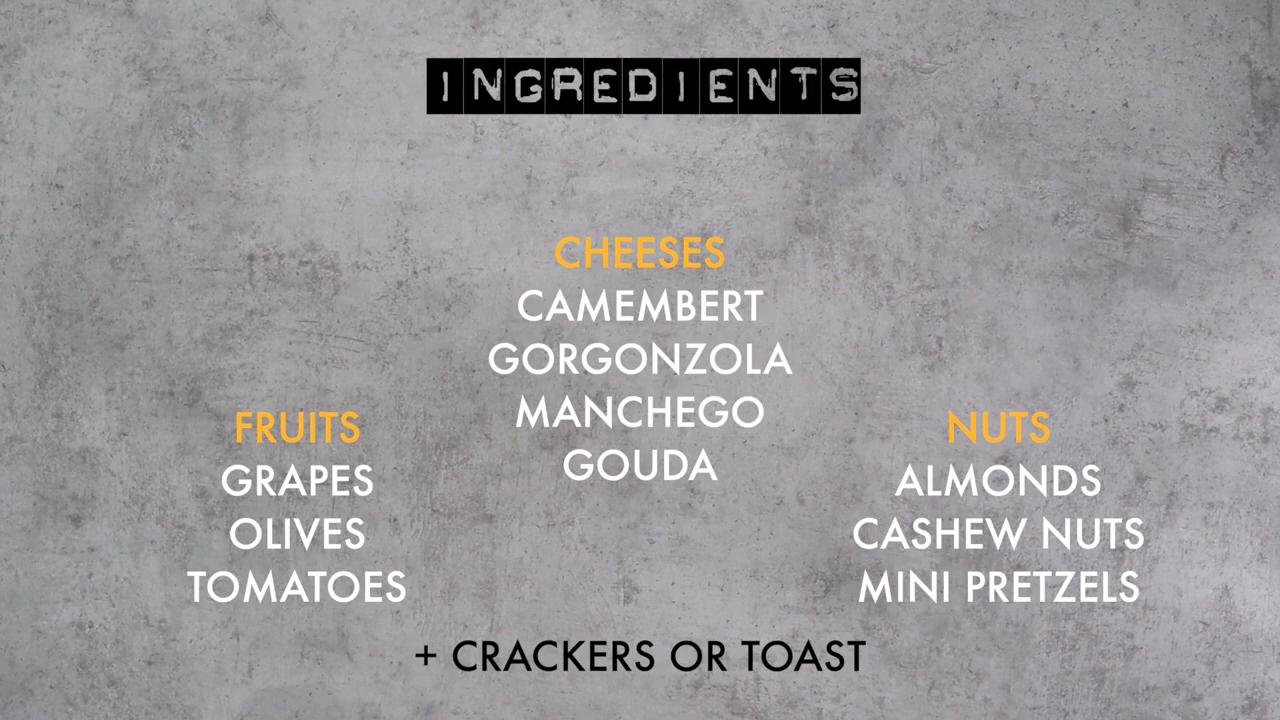 INGREDIENTS
CHEESES
CAMEMBERT
GORGONZOLA
MANCHEGO
GOUDA
FRUITS
GRAPES
OLIVES
TOMATOES
NUTS
ALMONDS
CASHEW NUTS
MINI PRETZELS
+ CRACKERS OR TOAST